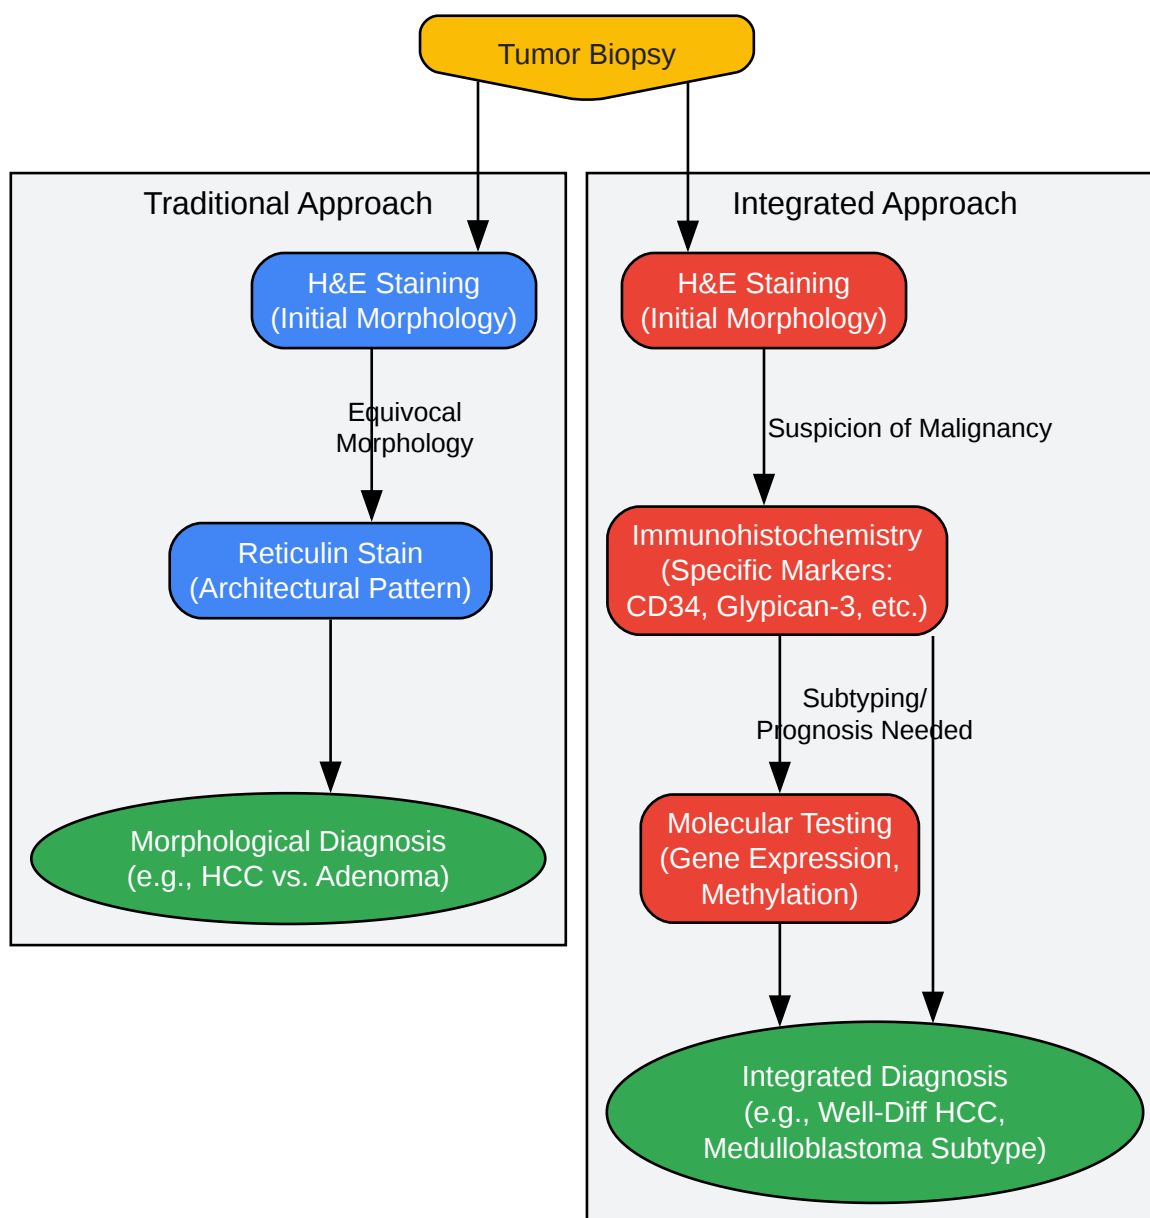 Tumor Biopsy
Traditional Approach
H&E Staining
(Initial Morphology)
Equivocal
Morphology
Reticulin Stain
(Architectural Pattern)
Morphological Diagnosis
(e.g., HCC vs. Adenoma)
Integrated Approach
H&E Staining
(Initial Morphology)
Suspicion of Malignancy
Immunohistochemistry
(Specific Markers:
CD34, Glypican-3, etc.)
Subtyping/
Prognosis Needed
Molecular Testing
(Gene Expression,
Methylation)
Integrated Diagnosis
(e.g., Well-Diff HCC,
Medulloblastoma Subtype)